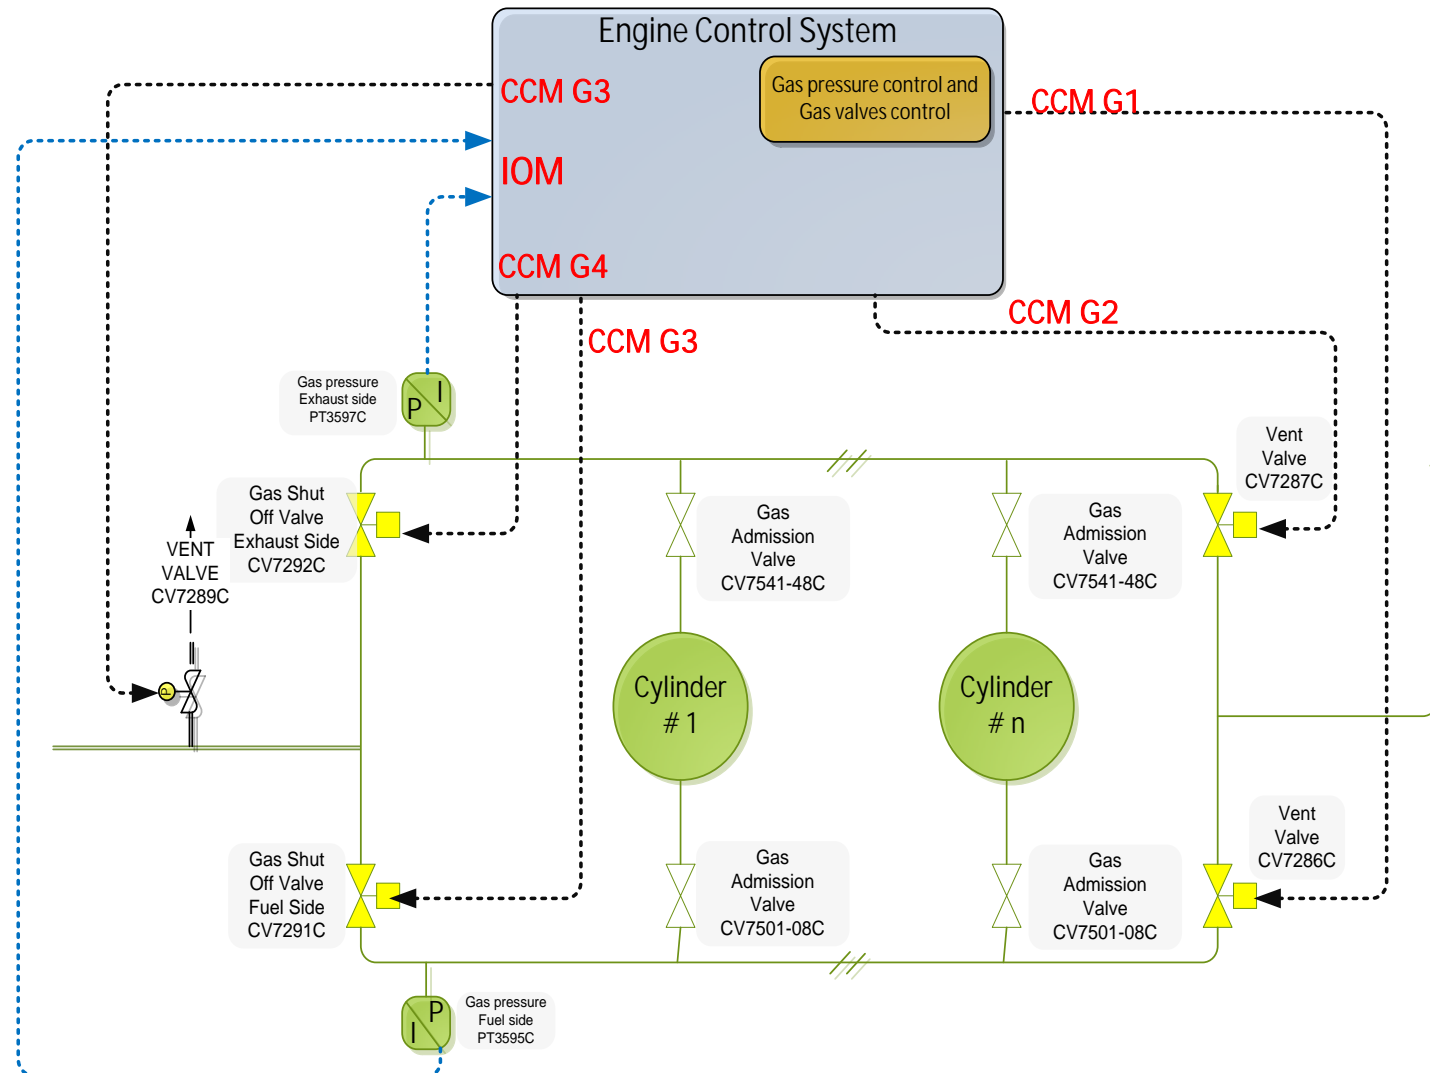 Engine Control System
CCM G3
Gas pressure control and
Gas valves control
CCM G1
IOM
CCM G4
CCM G2
CCM G3
Gas pressure
Exhaust side
PT3597C
P I
Vent
Valve
CV7287C
Gas Shut
Off Valve
Exhaust Side
CV7292C
Gas
Admission
Valve
CV7541-48C
Gas
Admission
Valve
CV7541-48C
VENT
VALVE
CV7289C
P
Cylinder
# 1
Cylinder
# n
Vent
Valve
CV7286C
Gas Shut
Off Valve
Fuel Side
CV7291C
Gas
Admission
Valve
CV7501-08C
Gas
Admission
Valve
CV7501-08C
I P
Gas pressure
Fuel side
PT3595C